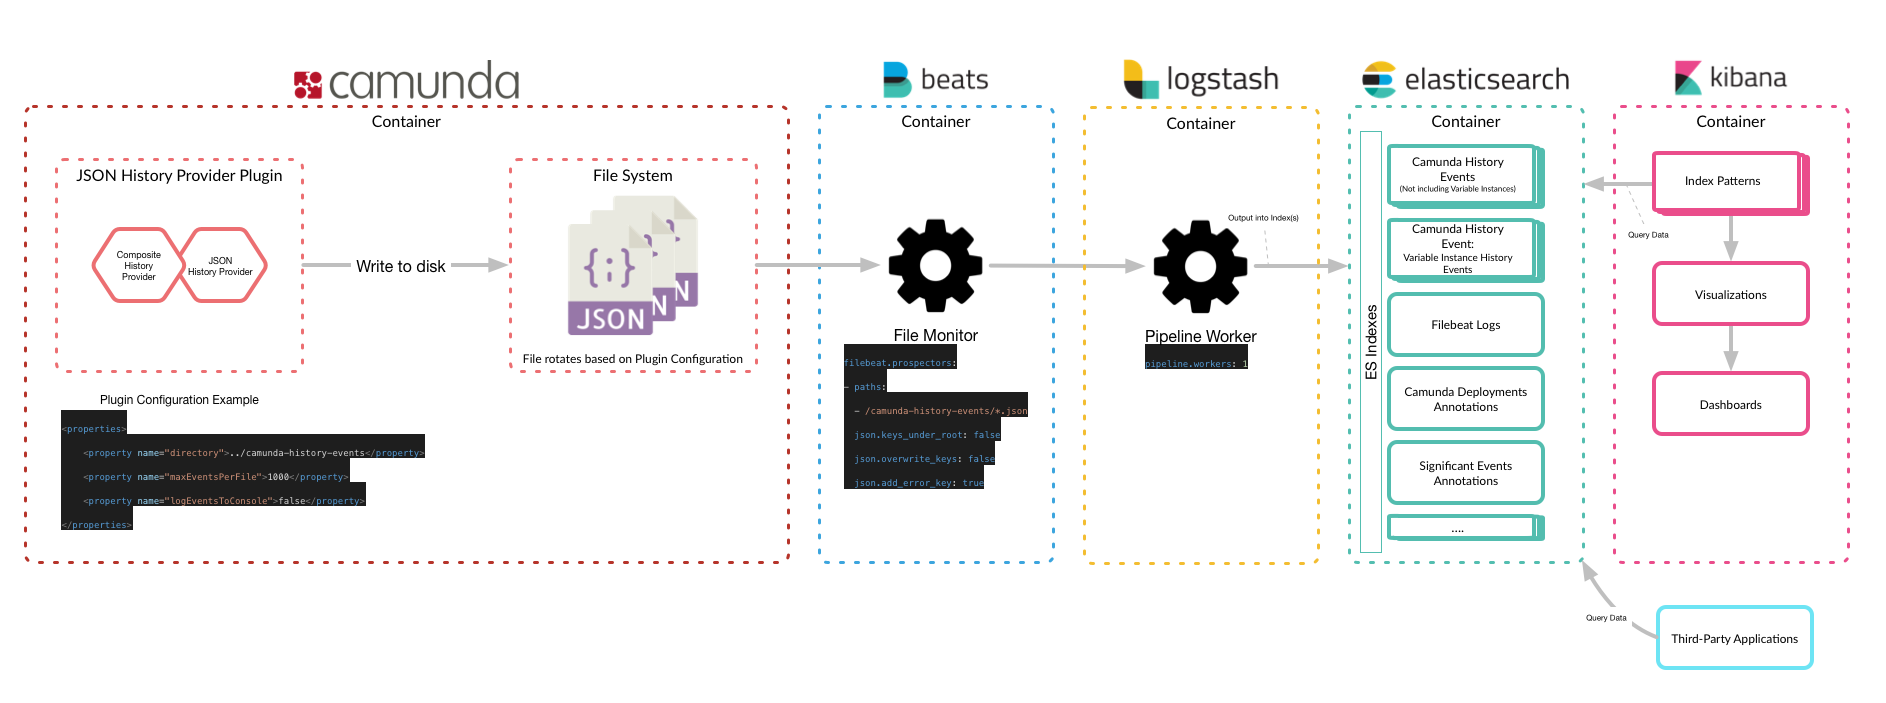 camunda
Container
JSON History Provider Plugin
Composite
History
Provider
JSON
History Provider
Write to disk
File System
{;}
JSON
N
N
File rotates based on Plugin Configuration
Plugin Configuration Example
<properties>
<property name="directory">../camunda-history-events</property>
<property name="maxEventsPerFile">1000</property>
<property name="logEventsToConsole">false</property>
</properties>
beats
Container
File Monitor
filebeat.prospectors:
- paths:
- /camunda-history-events/*.json
json.keys_under_root: false
json.overwrite_keys: false
json.add_error_key: true
logstash
Container
Output into Index(s)
Pipeline Worker
pipeline.workers: 1
elasticsearch
Container
ES Indexes
Camunda History
Events
(Not including Variable Instances)
Camunda History
Event:
Variable Instance History
Events
Filebeat Logs
Camunda Deployments
Annotations
Significant Events
Annotations
....
kibana
Container
Index Patterns
Query Data
Visualizations
Dashboards
Query Data
Third-Party Applications